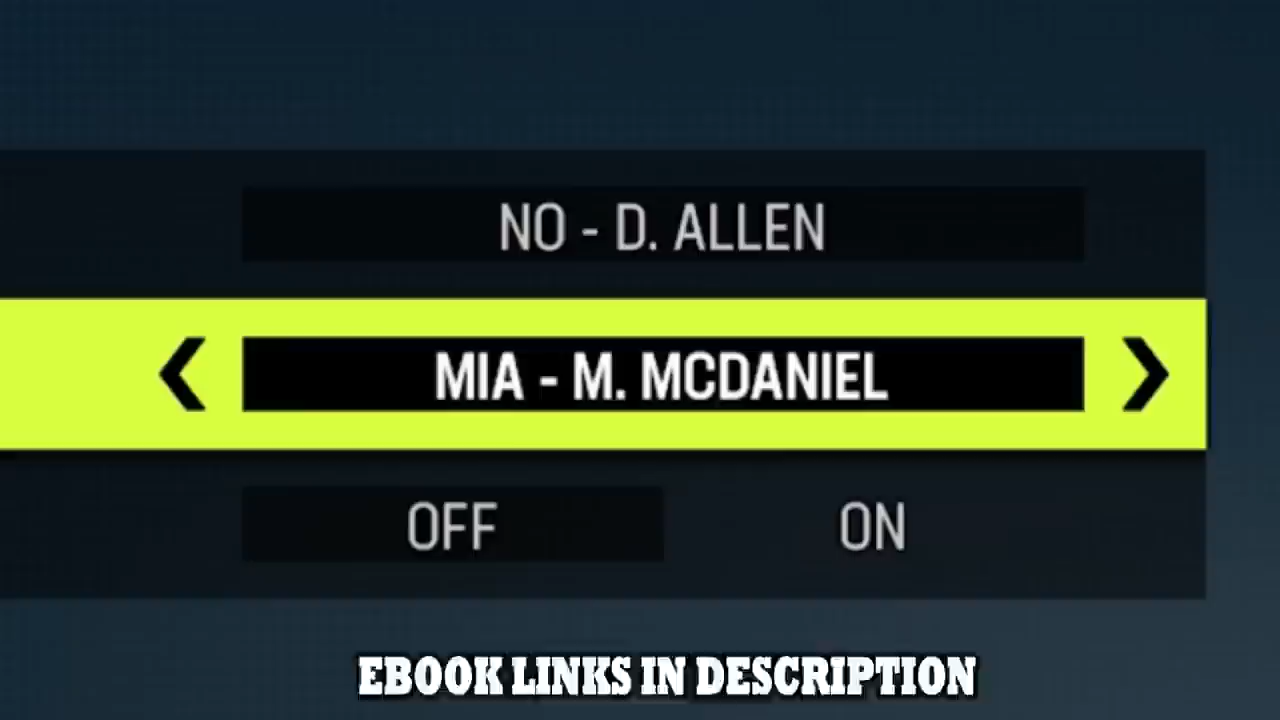 NO - D. ALLEN
MIA - M. MCDANIEL
OFF ON
EBOOK LINKS IN DESCRIPTION